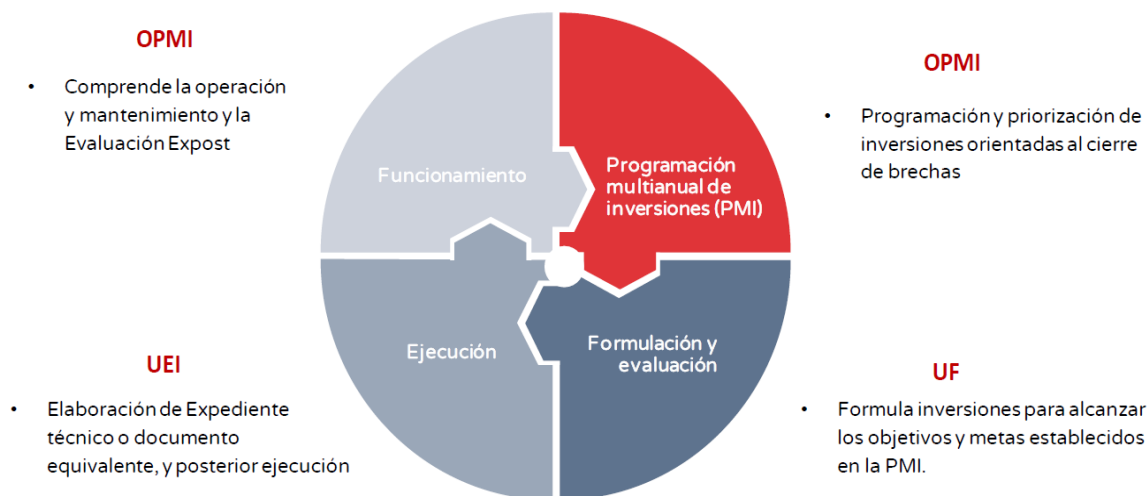 OPMI
• Comprende la operación
y mantenimiento y la
Evaluación Expost
OPMI
• Programación y priorización de
inversiones orientadas al cierre
de brechas
Funcionamiento
Programación
multianual de
inversiones (PMI)
Ejecución
Formulación y
evaluación
UEI
• Elaboración de Expediente
técnico o documento
equivalente, y posterior ejecución
UF
• Formula inversiones para alcanzar
los objetivos y metas establecidos
en la PMI.